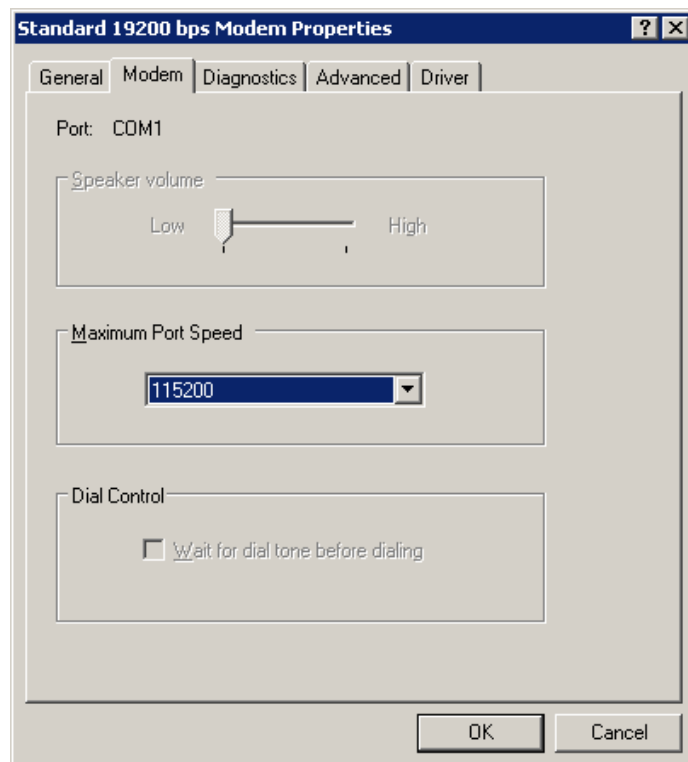 Standard 19200 bps Modem Properties
General Modem Diagnostics Advanced Driver
Port: COM1
Speaker volume
Low High
Maximum Port Speed
115200
Dial Control
Wait for dial tone before dialing
OK Cancel